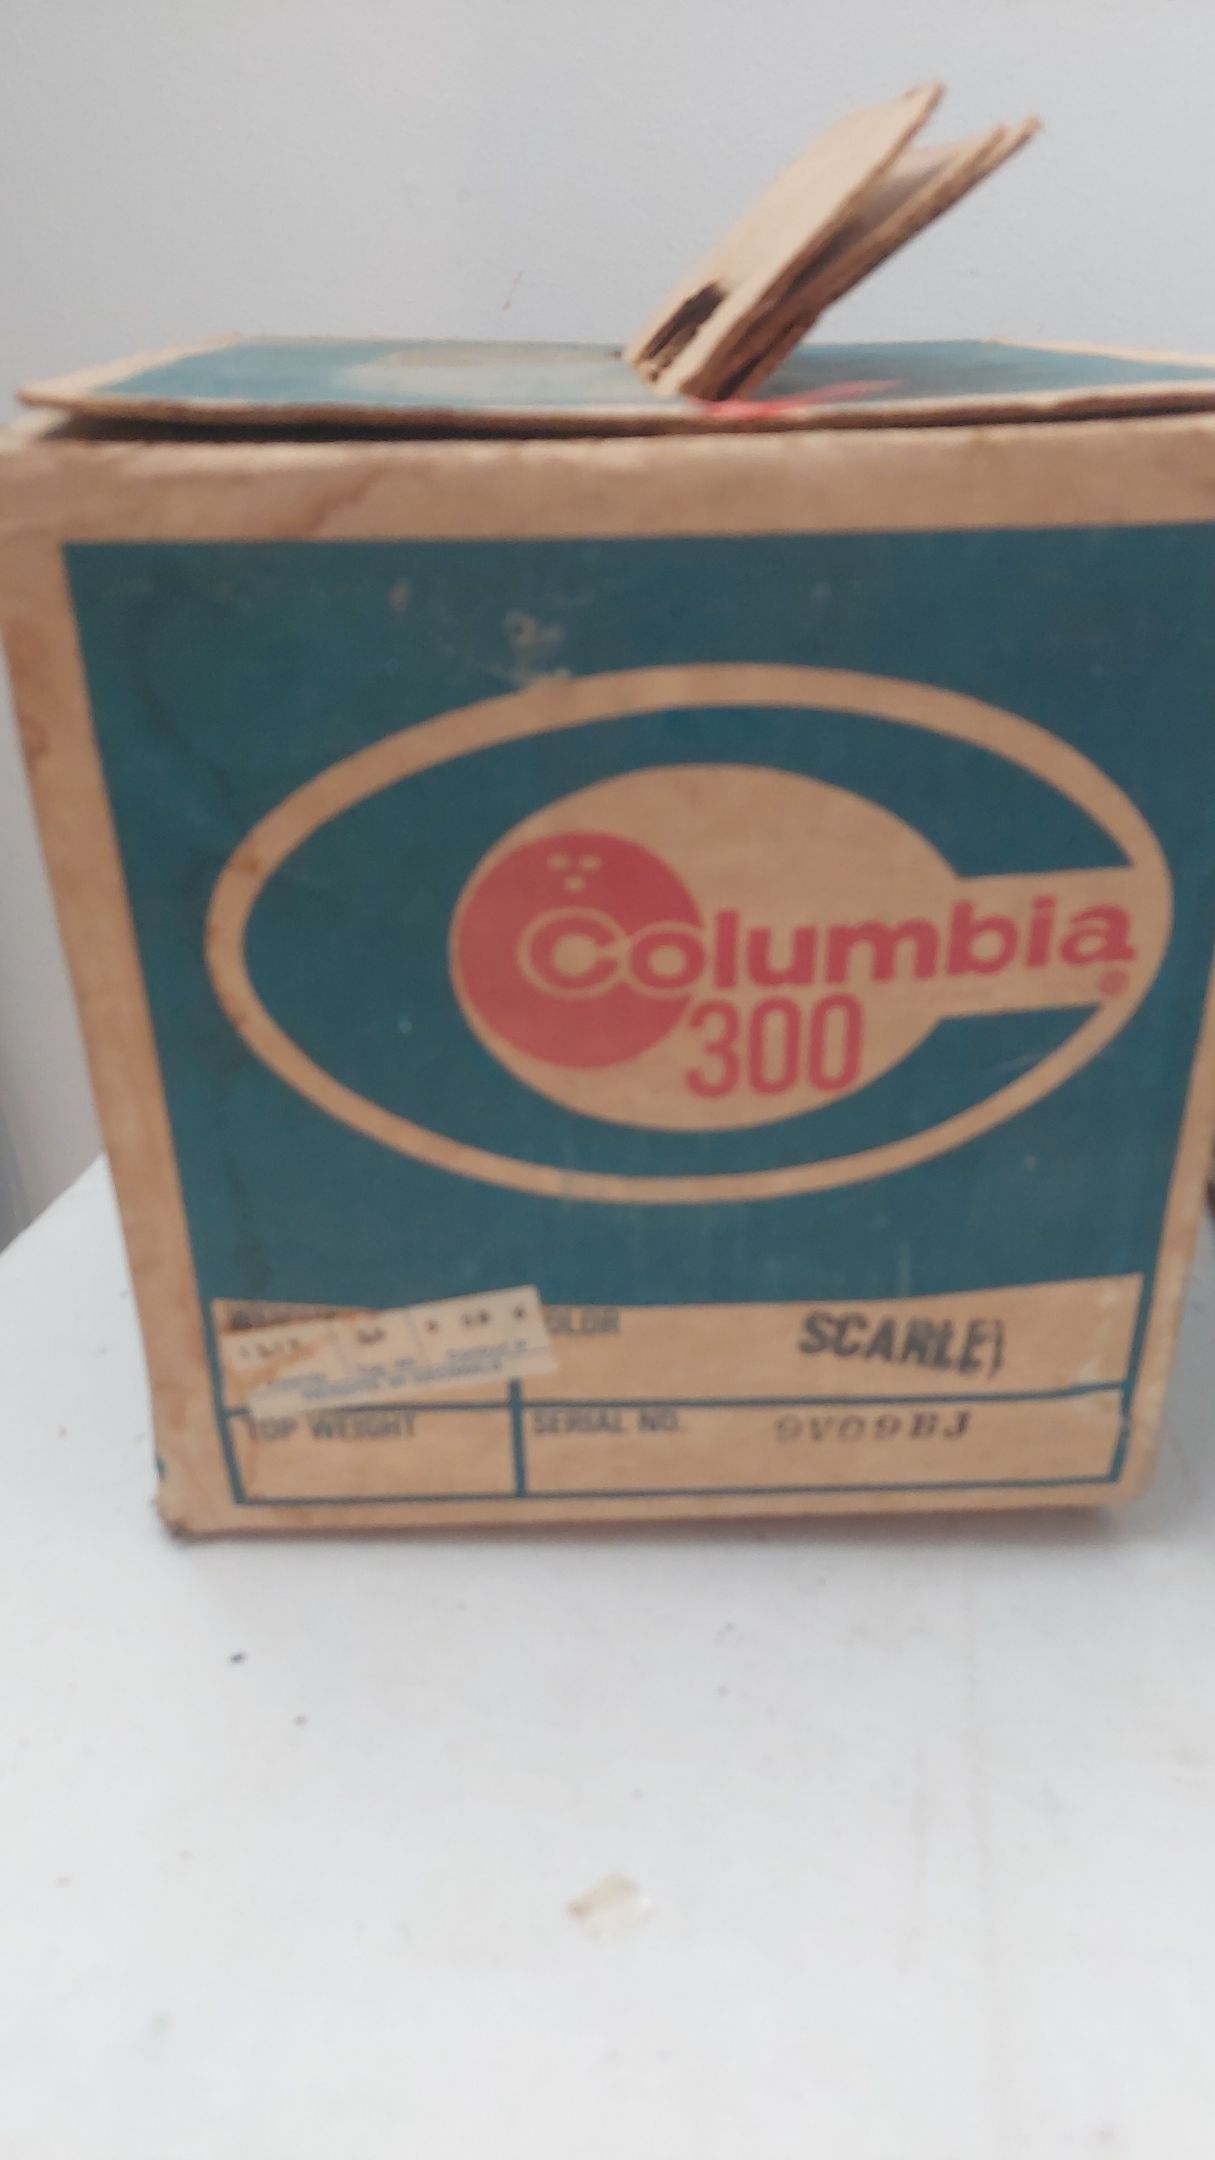 Columbia
300
®
COLOR SCARLET
TOP WEIGHT
SERIAL NO. 9V09BJ